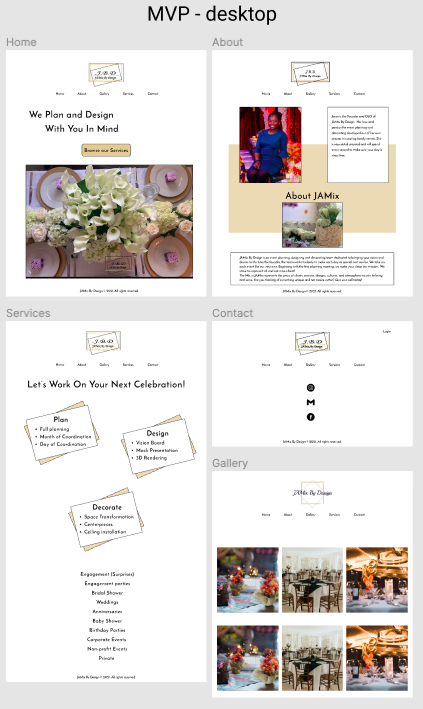 MVP - desktop
Home
J.B.D
JAMix By Design
Home About Gallery Services Contact
We Plan and Design
With You In Mind
Browse our Services
JAMix By Design © 2022. All rights reserved.
About
J.B.D
JAMix By Design
Home About Gallery Services Contact
About JAMix
JAMix By Design © 2022. All rights reserved.
Services
J.B.D
JAMix By Design
Home About Gallery Services Contact
Let's Work On Your Next Celebration!
Plan
• Full planning
• Month of Coordination
• Day of Coordination
Design
• Vision Board
• Mock Presentation
• 3D Rendering
Decorate
• Space Transformation
• Centerpieces
• Ceiling installation
Engagement (Surprises)
Engagement parties
Bridal Shower
Weddings
Anniversaries
Baby Shower
Birthday Parties
Corporate Events
Non-profit Events
Private
JAMix By Design © 2022. All rights reserved.
Contact
Login
J.B.D
JAMix By Design
Home About Gallery Services Contact
JAMix By Design © 2022. All rights reserved.
Gallery
JAMix By Design
Home About Gallery Services Contact